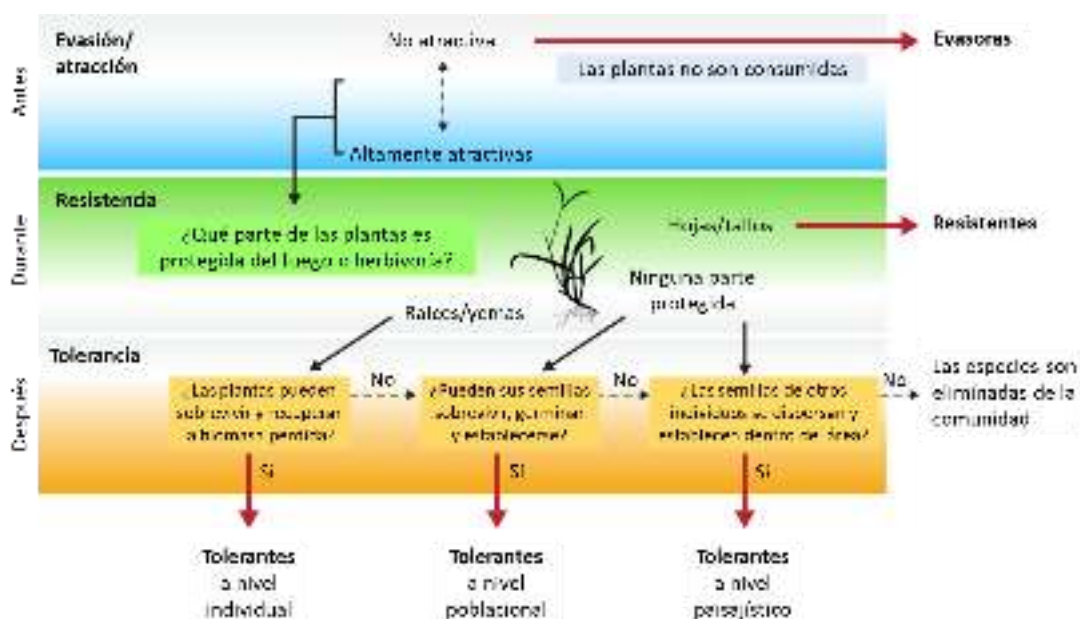 Antes
Evasión/
atracción
No atractiva
Evasoras
Las plantas no son consumidas
Altamente atractivas
Durante
Resistencia
¿Qué parte de las plantas es
protegida del fuego o herbivoría?
Hojas/tallos
Resistentes
Ninguna parte
protegida
Raíces/yemas
Después
Tolerancia
¿Las plantas pueden
sobrevivir y recuperar
la biomasa perdida?
No
¿Pueden sus semillas
sobrevivir, germinar
y establecerse?
No
¿Las semillas de otros
individuos se dispersan y
establecen dentro del área?
No
Las especies son
eliminadas de la
comunidad
Si
Si
Si
Tolerantes
a nivel
individual
Tolerantes
a nivel
poblacional
Tolerantes
a nivel
paisajístico